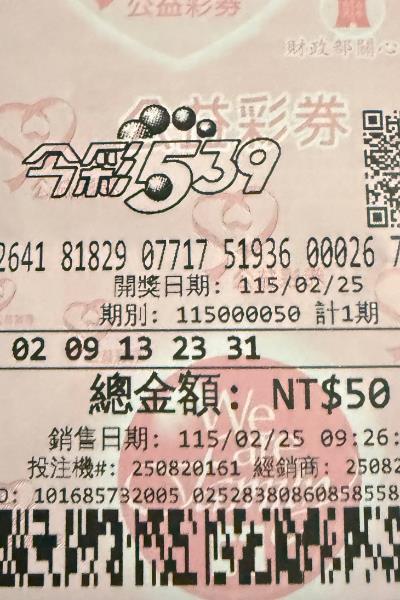 公益彩券
財政部關心
公益彩券
今彩539
2641 81829 07717 51936 00026 7
開獎日期: 115/02/25
期別: 115000050 計1期
02 09 13 23 31
總金額: NT$50
銷售日期: 115/02/25 09:26:
投注機#: 250820161 經銷商: 25082
D: 101685732005 02528380860858558